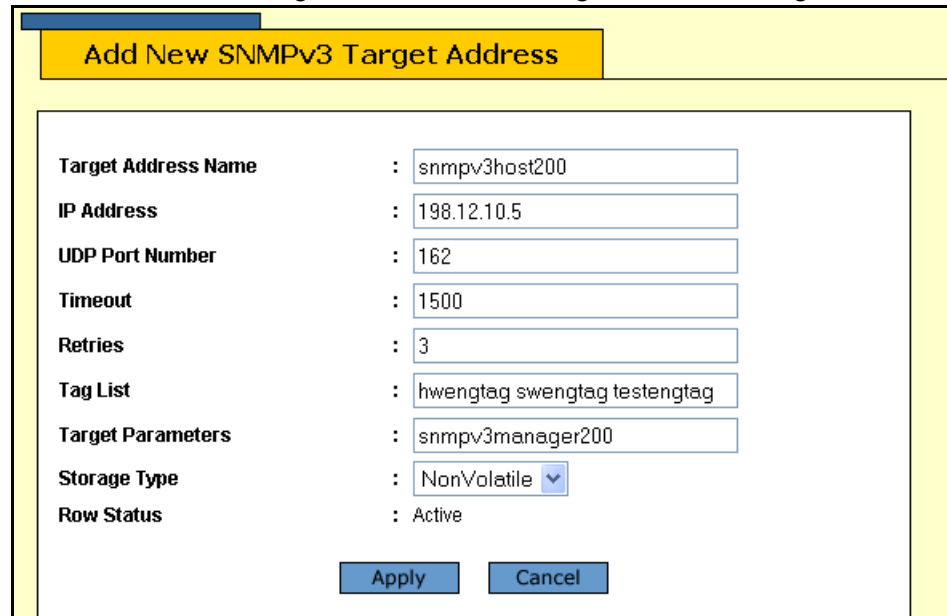 Add New SNMPv3 Target Address
Target Address Name : snmpv3host200
IP Address : 198.12.10.5
UDP Port Number : 162
Timeout : 1500
Retries : 3
Tag List : hwengtag swengtag testengtag
Target Parameters : snmpv3manager200
Storage Type : NonVolatile
Row Status : Active
Apply Cancel